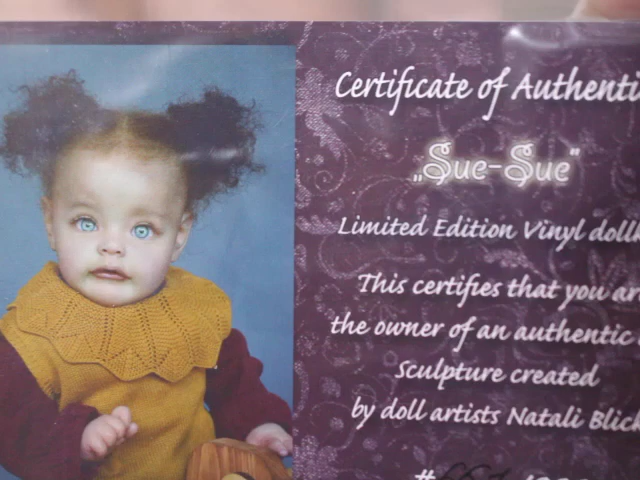 Certificate of Authenti
„Sue-Sue"
Limited Edition Vinyl doll
This certifies that you ar
the owner of an authentic
sculpture created
by doll artists Natali Blick
#